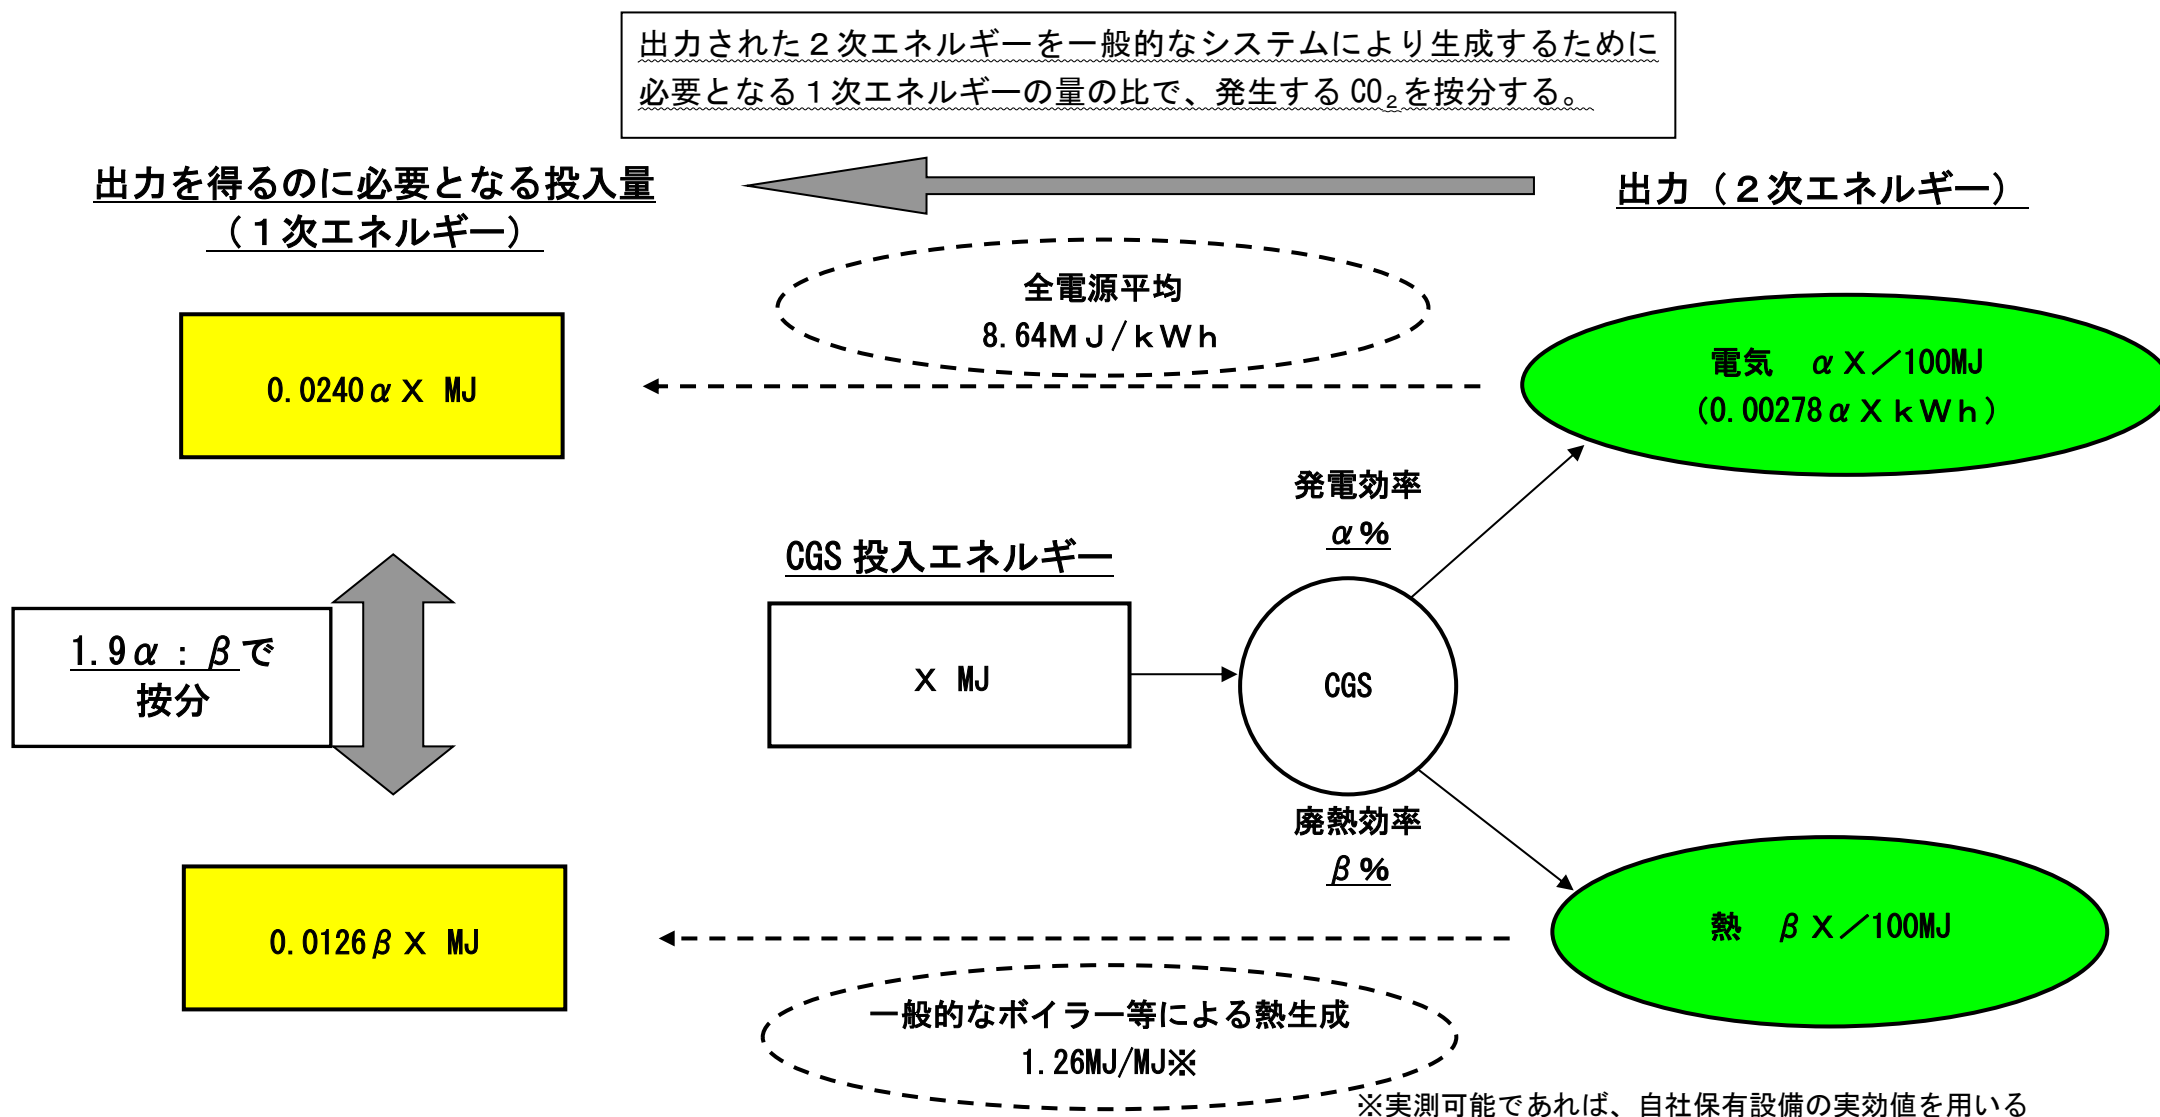 出力された２次エネルギーを一般的なシステムにより生成するために
必要となる１次エネルギーの量の比で、発生する CO₂を按分する。
出力を得るのに必要となる投入量
（１次エネルギー）
出力（２次エネルギー）
全電源平均
8.64ＭＪ/ｋＷｈ
0.0240αＸ MJ
電気　αＸ／100MJ
(0.00278αＸｋＷｈ)
発電効率
α％
CGS 投入エネルギー
1.9α：βで
按分
Ｘ MJ
CGS
廃熱効率
β％
0.0126βＸ MJ
熱　βＸ／100MJ
一般的なボイラー等による熱生成
1.26MJ/MJ※
※実測可能であれば、自社保有設備の実効値を用いる